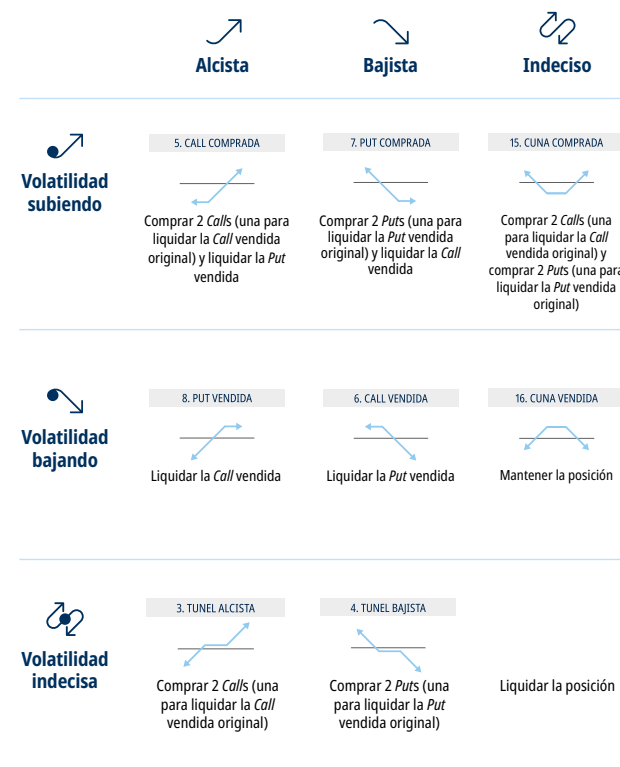 Alcista
Bajista
Indeciso
Volatilidad
subiendo
5. CALL COMPRADA
Comprar 2 Calls (una para
liquidar la Call vendida
original) y liquidar la Put
vendida
7. PUT COMPRADA
Comprar 2 Puts (una para
liquidar la Put vendida
original) y liquidar la Call
vendida
15. CUNA COMPRADA
Comprar 2 Calls (una
para liquidar la Call
vendida original) y
comprar 2 Puts (una para
liquidar la Put vendida
original)
Volatilidad
bajando
8. PUT VENDIDA
Liquidar la Call vendida
6. CALL VENDIDA
Liquidar la Put vendida
16. CUNA VENDIDA
Mantener la posición
Volatilidad
indecisa
3. TUNEL ALCISTA
Comprar 2 Calls (una
para liquidar la Call
vendida original)
4. TUNEL BAJISTA
Comprar 2 Puts (una
para liquidar la Put
vendida original)
Liquidar la posición